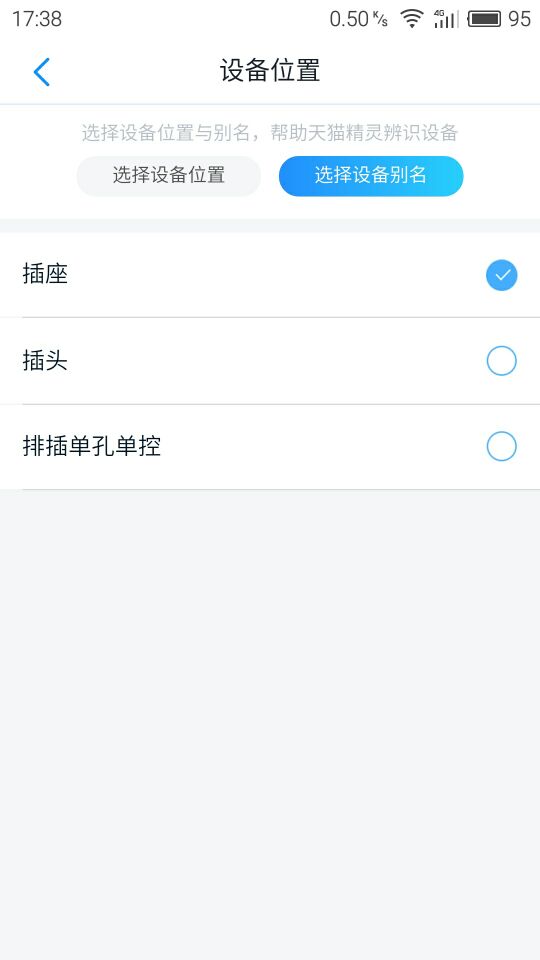 17:38 0.50 K/s 4G 95
设备位置
选择设备位置与别名，帮助天猫精灵辨识设备
选择设备位置 选择设备别名
插座
插头
排插单孔单控